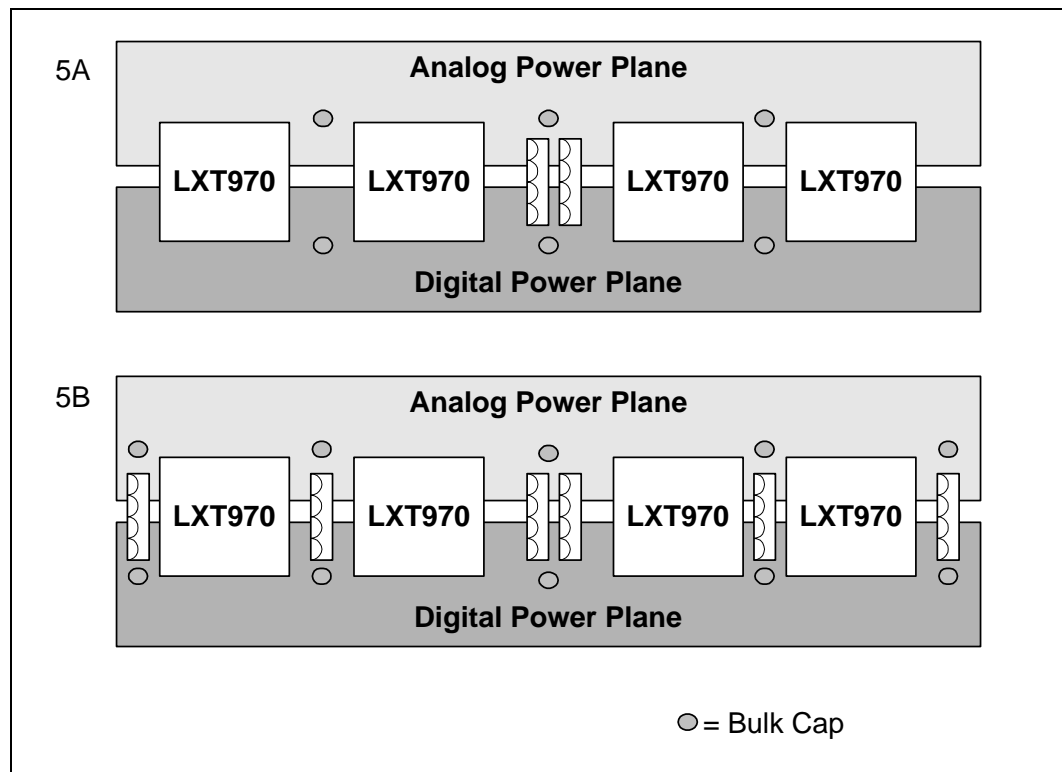 5A
Analog Power Plane
LXT970 LXT970 LXT970 LXT970
Digital Power Plane
5B
Analog Power Plane
LXT970 LXT970 LXT970 LXT970
Digital Power Plane
= Bulk Cap